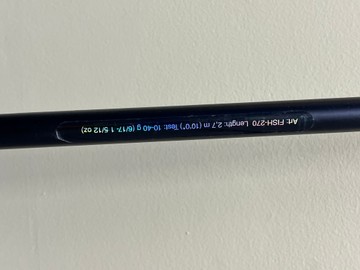 Art. FISH-270 Length: 2,7 m (10'0") Test: 10-40 g (6/17- 1 5/12 oz)